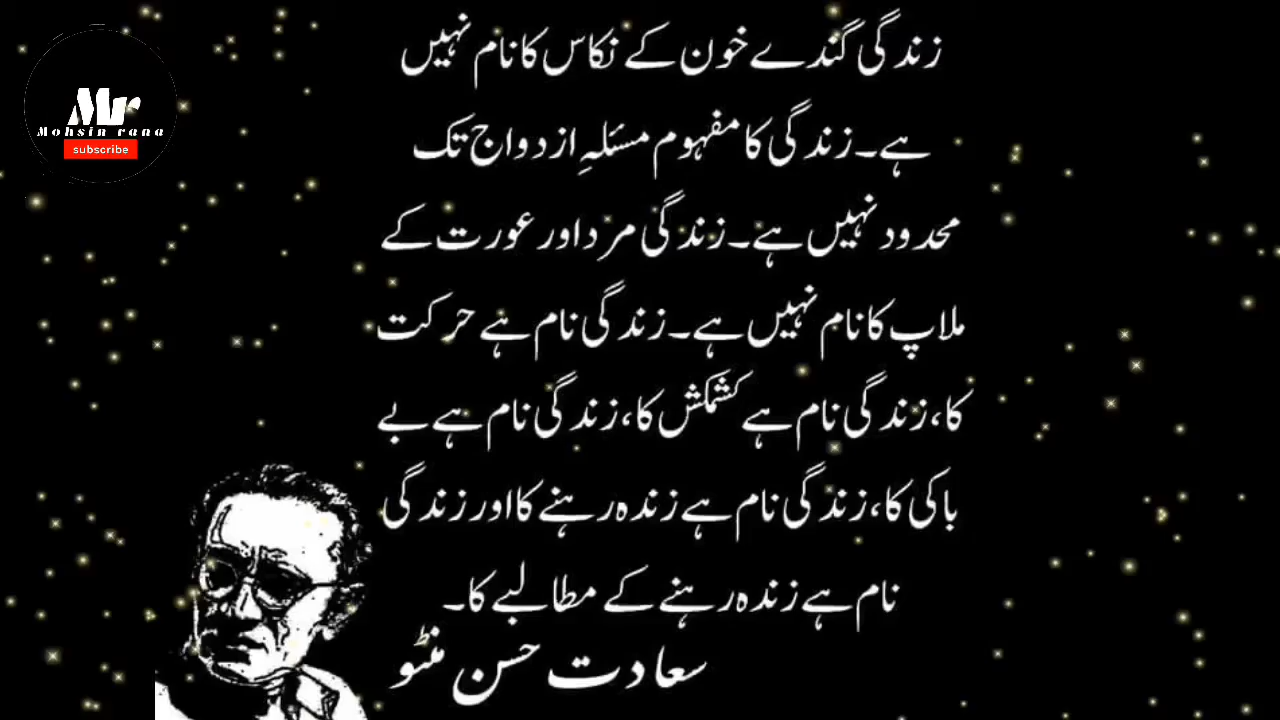 Mr
Mohsin rana
subscribe
زندگی گندے خون کے نکاس کا نام نہیں
ہے۔ زندگی کا مفہوم مسئلہِ ازدواج تک
محدود نہیں ہے۔ زندگی مرد اور عورت کے
ملاپ کا نام نہیں ہے۔ زندگی نام ہے حرکت
کا، زندگی نام ہے کشمکش کا، زندگی نام ہے بے
باکی کا، زندگی نام ہے زندہ رہنے کا اور زندگی
نام ہے زندہ رہنے کے مطالبے کا۔
سعادت حسن منٹو